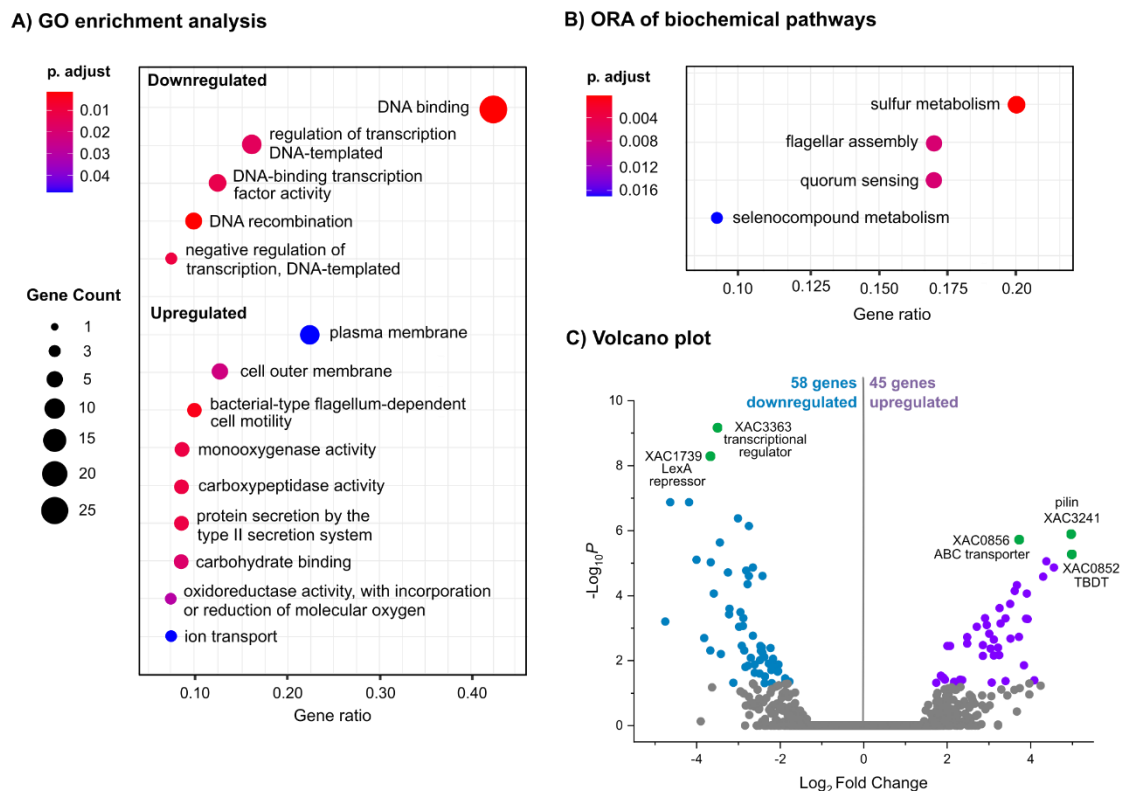 A) GO enrichment analysis
p. adjust
0.01
0.02
0.03
0.04
Gene Count
1
3
5
10
15
20
25
Downregulated
DNA binding
regulation of transcription
DNA-templated
DNA-binding transcription
factor activity
DNA recombination
negative regulation of
transcription, DNA-templated
Upregulated
plasma membrane
cell outer membrane
bacterial-type flagellum-dependent
cell motility
monooxygenase activity
carboxypeptidase activity
protein secretion by the
type II secretion system
carbohydrate binding
oxidoreductase activity, with incorporation
or reduction of molecular oxygen
ion transport
0.10 0.20 0.30 0.40
Gene ratio
B) ORA of biochemical pathways
p. adjust
0.004
0.008
0.012
0.016
sulfur metabolism
flagellar assembly
quorum sensing
selenocompound metabolism
0.10 0.125 0.150 0.175 0.20
Gene ratio
C) Volcano plot
58 genes
downregulated
45 genes
upregulated
10
8
6
4
2
0
-Log10P
XAC3363
transcriptional
regulator
XAC1739
LexA
repressor
pilin
XAC3241
XAC0856
ABC transporter
XAC0852
TBDT
-4 -2 0 2 4
Log2 Fold Change